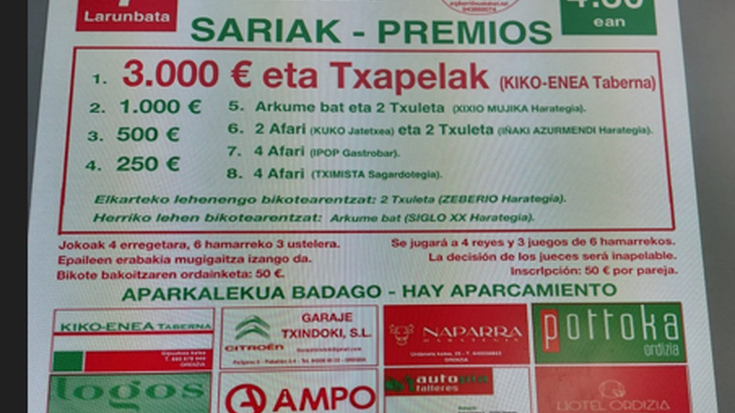 Larunbata
ean
SARIAK - PREMIOS
1. 3.000 € eta Txapelak (KIKO-ENEA Taberna)
2. 1.000 €
3. 500 €
4. 250 €
5. Arkume bat eta 2 Txuleta (XIXIO MUJIKA Harategia).
6. 2 Afari (KUKO Jatetxea) eta 2 Txuleta (IÑAKI AZURMENDI Harategia).
7. 4 Afari (IPOP Gastrobar).
8. 4 Afari (TXIMISTA Sagardotegia).
Elkarteko lehenengo bikotearentzat: 2 Txuleta (ZEBERIO Harategia).
Herriko lehen bikotearentzat: Arkume bat (SIGLO XX Harategia).
Jokoak 4 erregetara, 6 hamarreko 3 ustelera.
Epaileen erabakia mugigaitza izango da.
Bikote bakoitzaren ordainketa: 50 €.
Se jugará a 4 reyes y 3 juegos de 6 hamarrekos.
La decisión de los jueces será inapelable.
Inscripción: 50 € por pareja.
APARKALEKUA BADAGO - HAY APARCAMIENTO
KIKO-ENEA TABERNA
ORDIZIA
CITROËN
GARAJE
TXINDOKI, S.L.
NAPARRA
HARATEGIA
pottoka
ordizia
logos
AMPO
talleres
HOTEL ORDIZIA